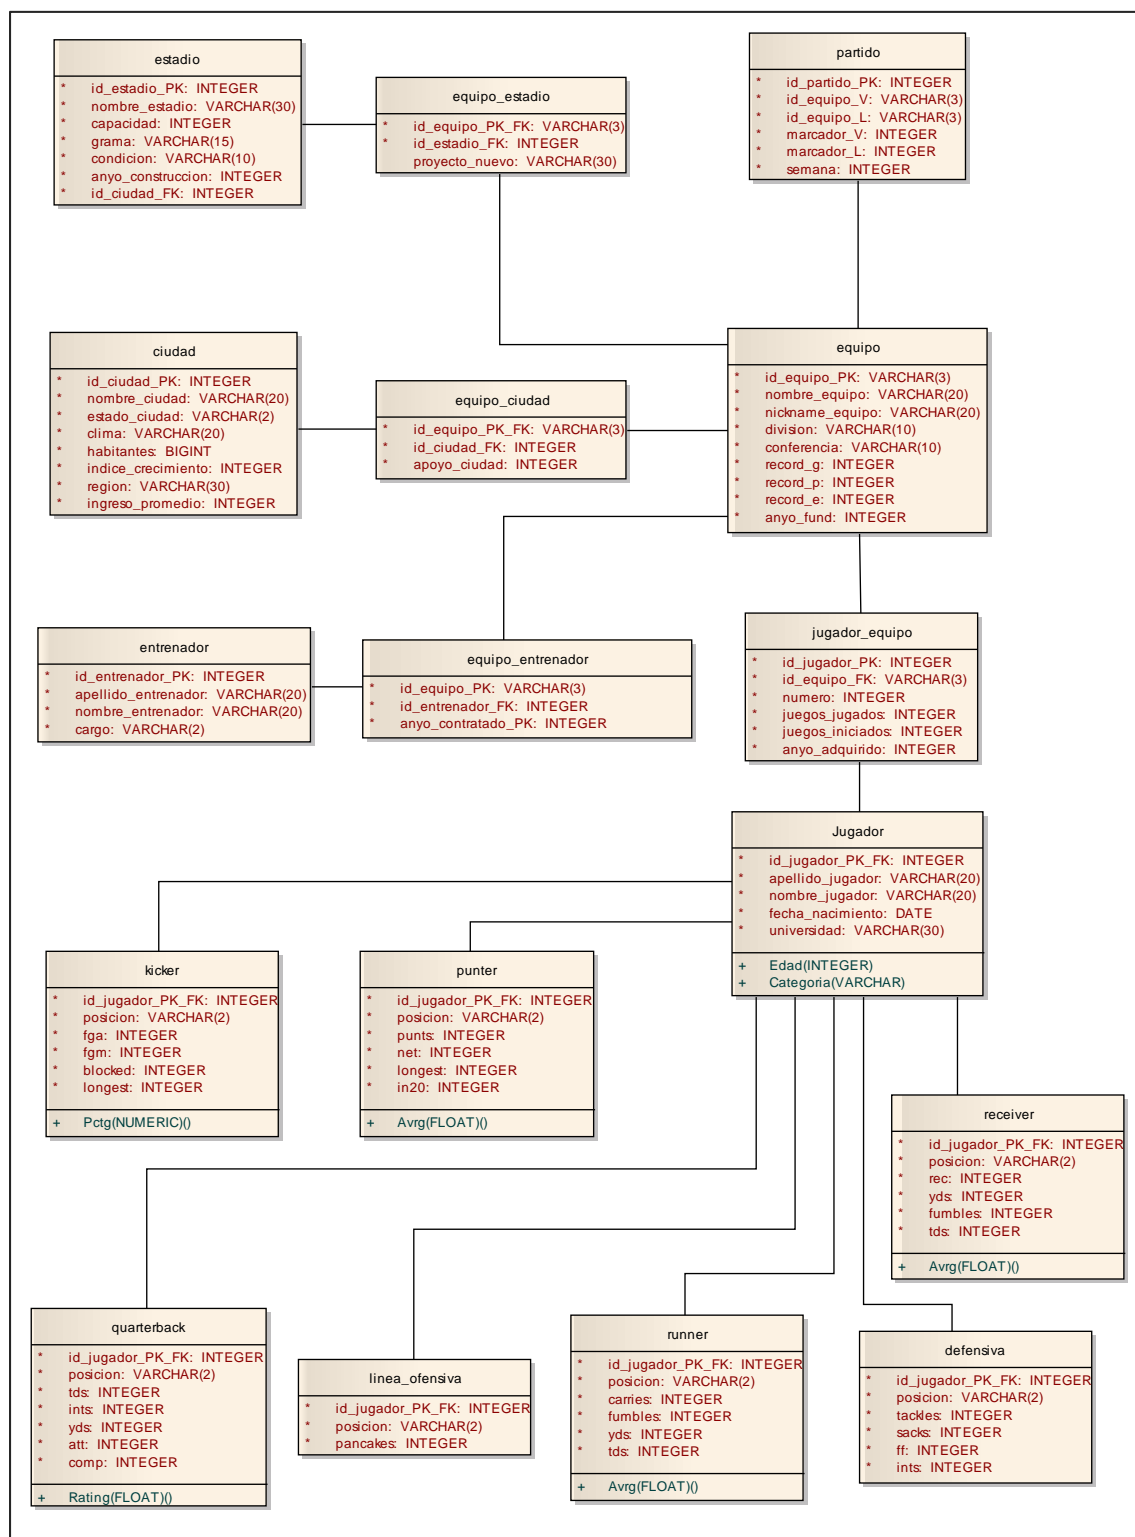 estadio
* id_estadio_PK: INTEGER
* nombre_estadio: VARCHAR(30)
* capacidad: INTEGER
* grama: VARCHAR(15)
* condicion: VARCHAR(10)
* anyo_construccion: INTEGER
* id_ciudad_FK: INTEGER
equipo_estadio
* id_equipo_PK_FK: VARCHAR(3)
* id_estadio_FK: INTEGER
proyecto_nuevo: VARCHAR(30)
partido
* id_partido_PK: INTEGER
* id_equipo_V: VARCHAR(3)
* id_equipo_L: VARCHAR(3)
* marcador_V: INTEGER
* marcador_L: INTEGER
* semana: INTEGER
ciudad
* id_ciudad_PK: INTEGER
* nombre_ciudad: VARCHAR(20)
* estado_ciudad: VARCHAR(2)
* clima: VARCHAR(20)
* habitantes: BIGINT
* indice_crecimiento: INTEGER
* region: VARCHAR(30)
* ingreso_promedio: INTEGER
equipo_ciudad
* id_equipo_PK_FK: VARCHAR(3)
* id_ciudad_FK: INTEGER
* apoyo_ciudad: INTEGER
equipo
* id_equipo_PK: VARCHAR(3)
* nombre_equipo: VARCHAR(20)
* nickname_equipo: VARCHAR(20)
* division: VARCHAR(10)
* conferencia: VARCHAR(10)
* record_g: INTEGER
* record_p: INTEGER
* record_e: INTEGER
* anyo_fund: INTEGER
entrenador
* id_entrenador_PK: INTEGER
* apellido_entrenador: VARCHAR(20)
* nombre_entrenador: VARCHAR(20)
* cargo: VARCHAR(2)
equipo_entrenador
* id_equipo_PK: VARCHAR(3)
* id_entrenador_FK: INTEGER
* anyo_contratado_PK: INTEGER
jugador_equipo
* id_jugador_PK: INTEGER
* id_equipo_FK: VARCHAR(3)
* numero: INTEGER
* juegos_jugados: INTEGER
* juegos_iniciados: INTEGER
* anyo_adquirido: INTEGER
Jugador
* id_jugador_PK_FK: INTEGER
* apellido_jugador: VARCHAR(20)
* nombre_jugador: VARCHAR(20)
* fecha_nacimiento: DATE
* universidad: VARCHAR(30)
+ Edad(INTEGER)
+ Categoria(VARCHAR)
kicker
* id_jugador_PK_FK: INTEGER
* posicion: VARCHAR(2)
* fga: INTEGER
* fgm: INTEGER
* blocked: INTEGER
* longest: INTEGER
+ Pctg(NUMERIC)()
punter
* id_jugador_PK_FK: INTEGER
* posicion: VARCHAR(2)
* punts: INTEGER
* net: INTEGER
* longest: INTEGER
* in20: INTEGER
+ Avrg(FLOAT)()
receiver
* id_jugador_PK_FK: INTEGER
* posicion: VARCHAR(2)
* rec: INTEGER
* yds: INTEGER
* fumbles: INTEGER
* tds: INTEGER
+ Avrg(FLOAT)()
quarterback
* id_jugador_PK_FK: INTEGER
* posicion: VARCHAR(2)
* tds: INTEGER
* ints: INTEGER
* yds: INTEGER
* att: INTEGER
* comp: INTEGER
+ Rating(FLOAT)()
linea_ofensiva
* id_jugador_PK_FK: INTEGER
* posicion: VARCHAR(2)
* pancakes: INTEGER
runner
* id_jugador_PK_FK: INTEGER
* posicion: VARCHAR(2)
* carries: INTEGER
* fumbles: INTEGER
* yds: INTEGER
* tds: INTEGER
+ Avrg(FLOAT)()
defensiva
* id_jugador_PK_FK: INTEGER
* posicion: VARCHAR(2)
* tackles: INTEGER
* sacks: INTEGER
* ff: INTEGER
* ints: INTEGER